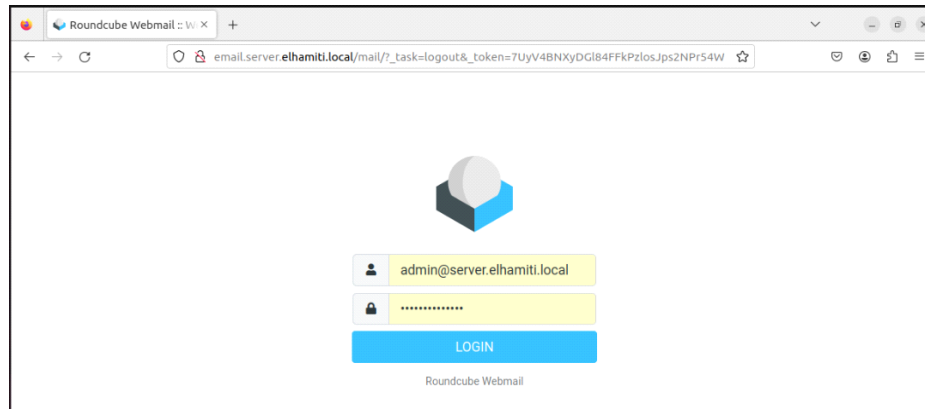 Roundcube Webmail :: W
email.server.elhamiti.local/mail/?_task=logout&_token=7UyV4BNXyDGl84FFkPzlosJps2NPr54W
admin@server.elhamiti.local
LOGIN
Roundcube Webmail